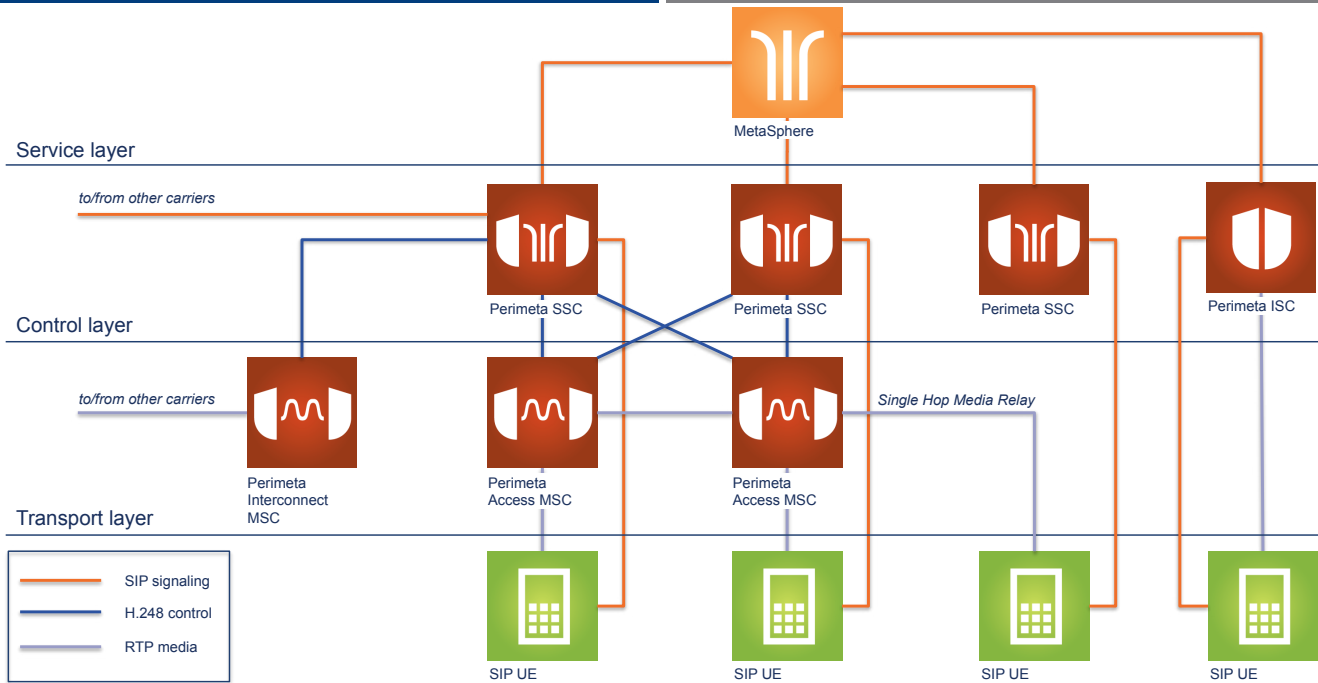 MetaSphere
Service layer
to/from other carriers
Perimeta SSC
Perimeta SSC
Perimeta SSC
Perimeta ISC
Control layer
to/from other carriers
Single Hop Media Relay
Perimeta
Interconnect
MSC
Perimeta
Access MSC
Perimeta
Access MSC
Transport layer
SIP signaling
H.248 control
RTP media
SIP UE
SIP UE
SIP UE
SIP UE